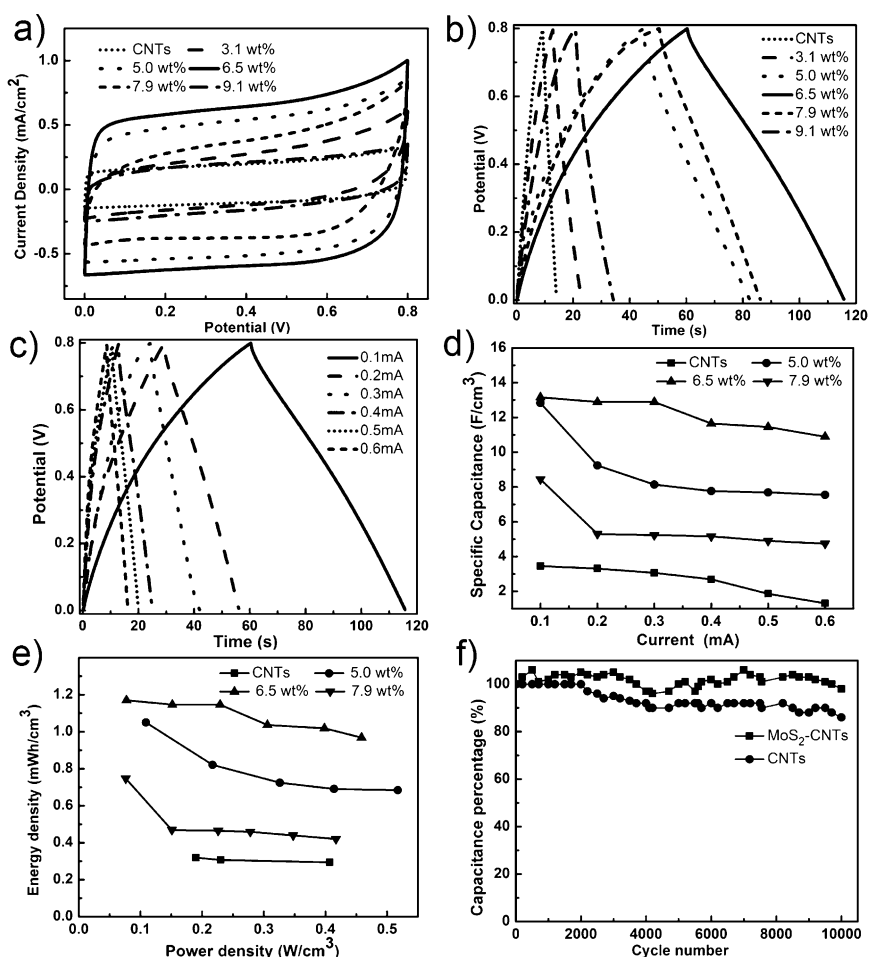 a)
CNTs 3.1 wt%
5.0 wt% 6.5 wt%
7.9 wt% 9.1 wt%
Current Density (mA/cm²)
1.0
0.5
0.0
-0.5
0.0 0.2 0.4 0.6 0.8
Potential (V)
b)
CNTs
3.1 wt%
5.0 wt%
6.5 wt%
7.9 wt%
9.1 wt%
Potential (V)
0.8
0.4
0.0
0 20 40 60 80 100 120
Time (s)
c)
0.1mA
0.2mA
0.3mA
0.4mA
0.5mA
0.6mA
Potential (V)
0.8
0.6
0.4
0.2
0.0
0 20 40 60 80 100 120
Time (s)
d)
CNTs 5.0 wt%
6.5 wt% 7.9 wt%
Specific Capacitance (F/cm³)
16
14
12
10
8
6
4
2
0.1 0.2 0.3 0.4 0.5 0.6
Current (mA)
e)
CNTs 5.0 wt%
6.5 wt% 7.9 wt%
Energy density (mWh/cm³)
1.2
1.0
0.8
0.6
0.4
0.2
0.0
0.0 0.1 0.2 0.3 0.4 0.5
Power density (W/cm³)
f)
MoS₂-CNTs
CNTs
Capacitance percentage (%)
100
80
60
40
20
0
0 2000 4000 6000 8000 10000
Cycle number